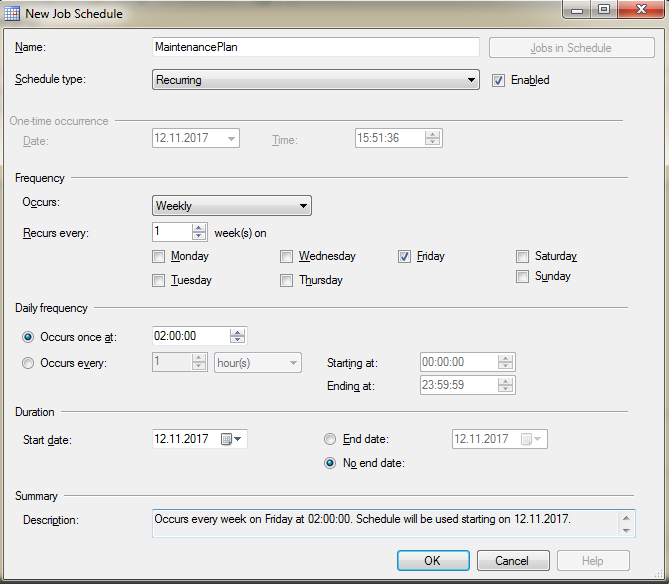 New Job Schedule
Name: MaintenancePlan Jobs in Schedule
Schedule type: Recurring Enabled
One-time occurrence
Date: 12.11.2017 Time: 15:51:36
Frequency
Occurs: Weekly
Recurs every: 1 week(s) on
Monday Wednesday Friday Saturday
Tuesday Thursday Sunday
Daily frequency
Occurs once at: 02:00:00
Occurs every: 1 hour(s) Starting at: 00:00:00
Ending at: 23:59:59
Duration
Start date: 12.11.2017 End date: 12.11.2017
No end date:
Summary
Description: Occurs every week on Friday at 02:00:00. Schedule will be used starting on 12.11.2017.
OK Cancel Help